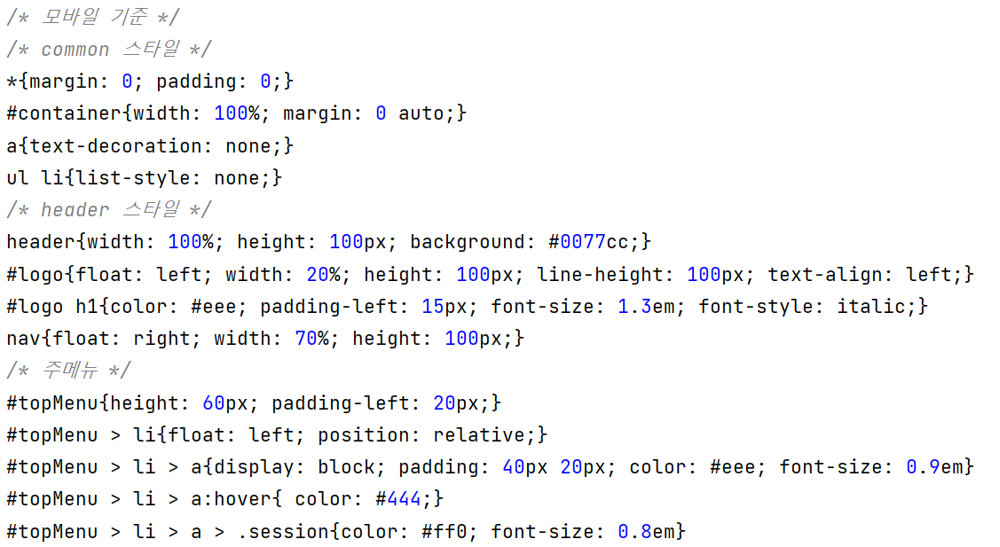 /* 모바일 기준 */
/* common 스타일 */
*{margin: 0; padding: 0;}
#container{width: 100%; margin: 0 auto;}
a{text-decoration: none;}
ul li{list-style: none;}
/* header 스타일 */
header{width: 100%; height: 100px; background: #0077cc;}
#logo{float: left; width: 20%; height: 100px; line-height: 100px; text-align: left;}
#logo h1{color: #eee; padding-left: 15px; font-size: 1.3em; font-style: italic;}
nav{float: right; width: 70%; height: 100px;}
/* 주메뉴 */
#topMenu{height: 60px; padding-left: 20px;}
#topMenu > li{float: left; position: relative;}
#topMenu > li > a{display: block; padding: 40px 20px; color: #eee; font-size: 0.9em}
#topMenu > li > a:hover{ color: #444;}
#topMenu > li > a > .session{color: #ff0; font-size: 0.8em}